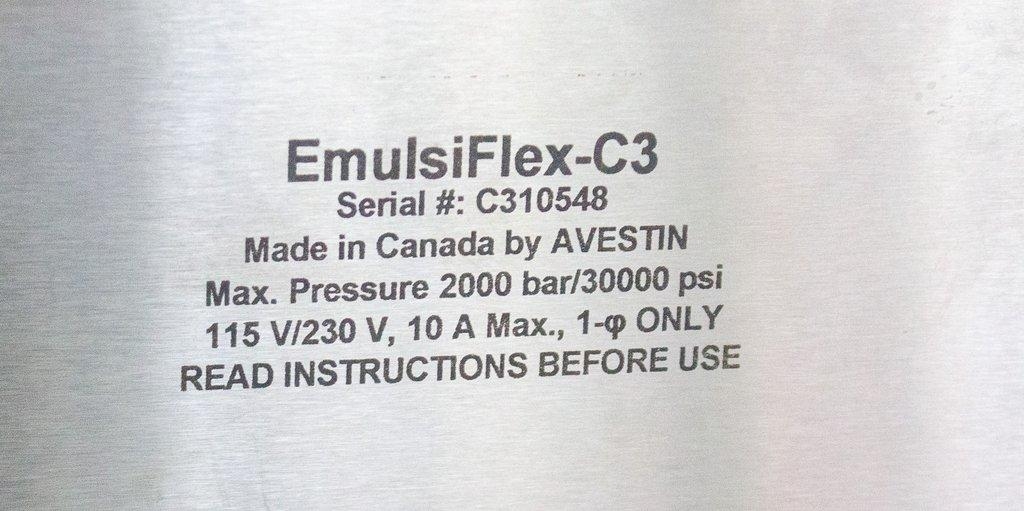 EmulsiFlex-C3
Serial #: C310548
Made in Canada by AVESTIN
Max. Pressure 2000 bar/30000 psi
115 V/230 V, 10 A Max., 1-φ ONLY
READ INSTRUCTIONS BEFORE USE